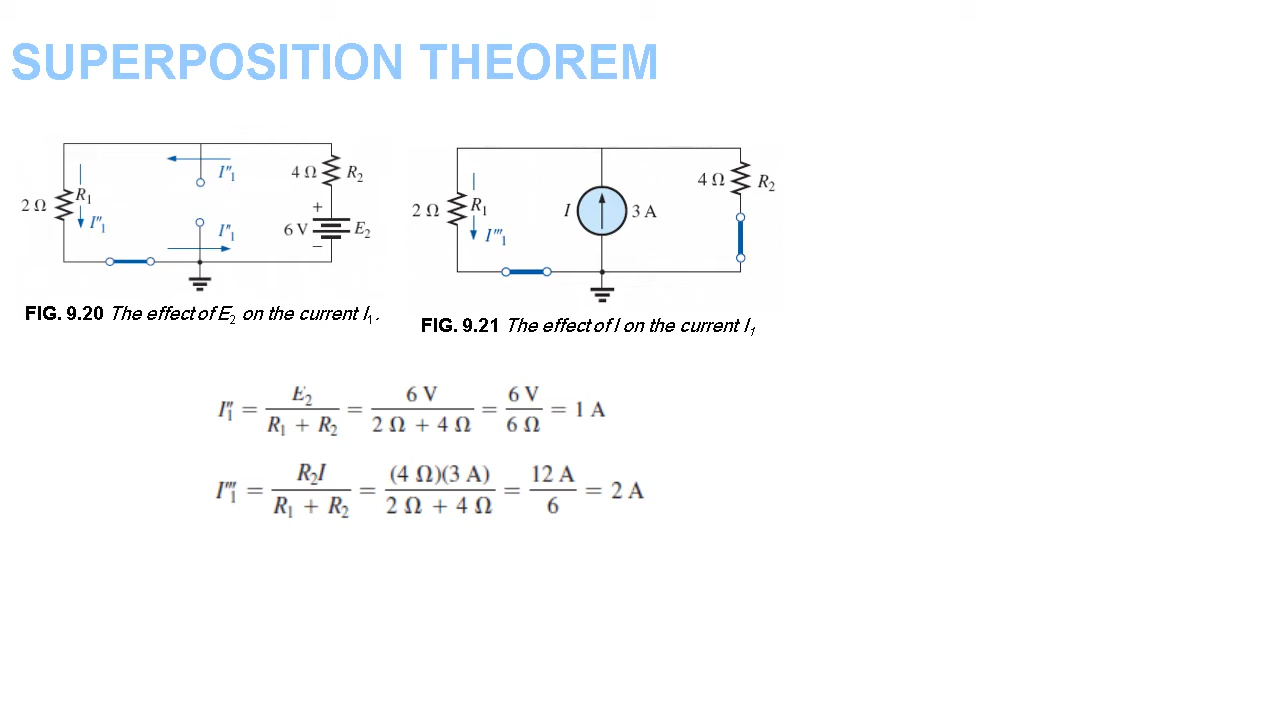 SUPERPOSITION THEOREM
2 Ω R₁ I″₁
I″₁
I″₁
4 Ω R₂
+
6 V E₂
–
FIG. 9.20 The effect of E₂ on the current I₁ .
2 Ω R₁ I‴₁
I 3 A
4 Ω R₂
FIG. 9.21 The effect of I on the current I₁
I″₁ = E₂ / (R₁ + R₂) = 6 V / (2 Ω + 4 Ω) = 6 V / 6 Ω = 1 A
I‴₁ = R₂I / (R₁ + R₂) = (4 Ω)(3 A) / (2 Ω + 4 Ω) = 12 A / 6 = 2 A